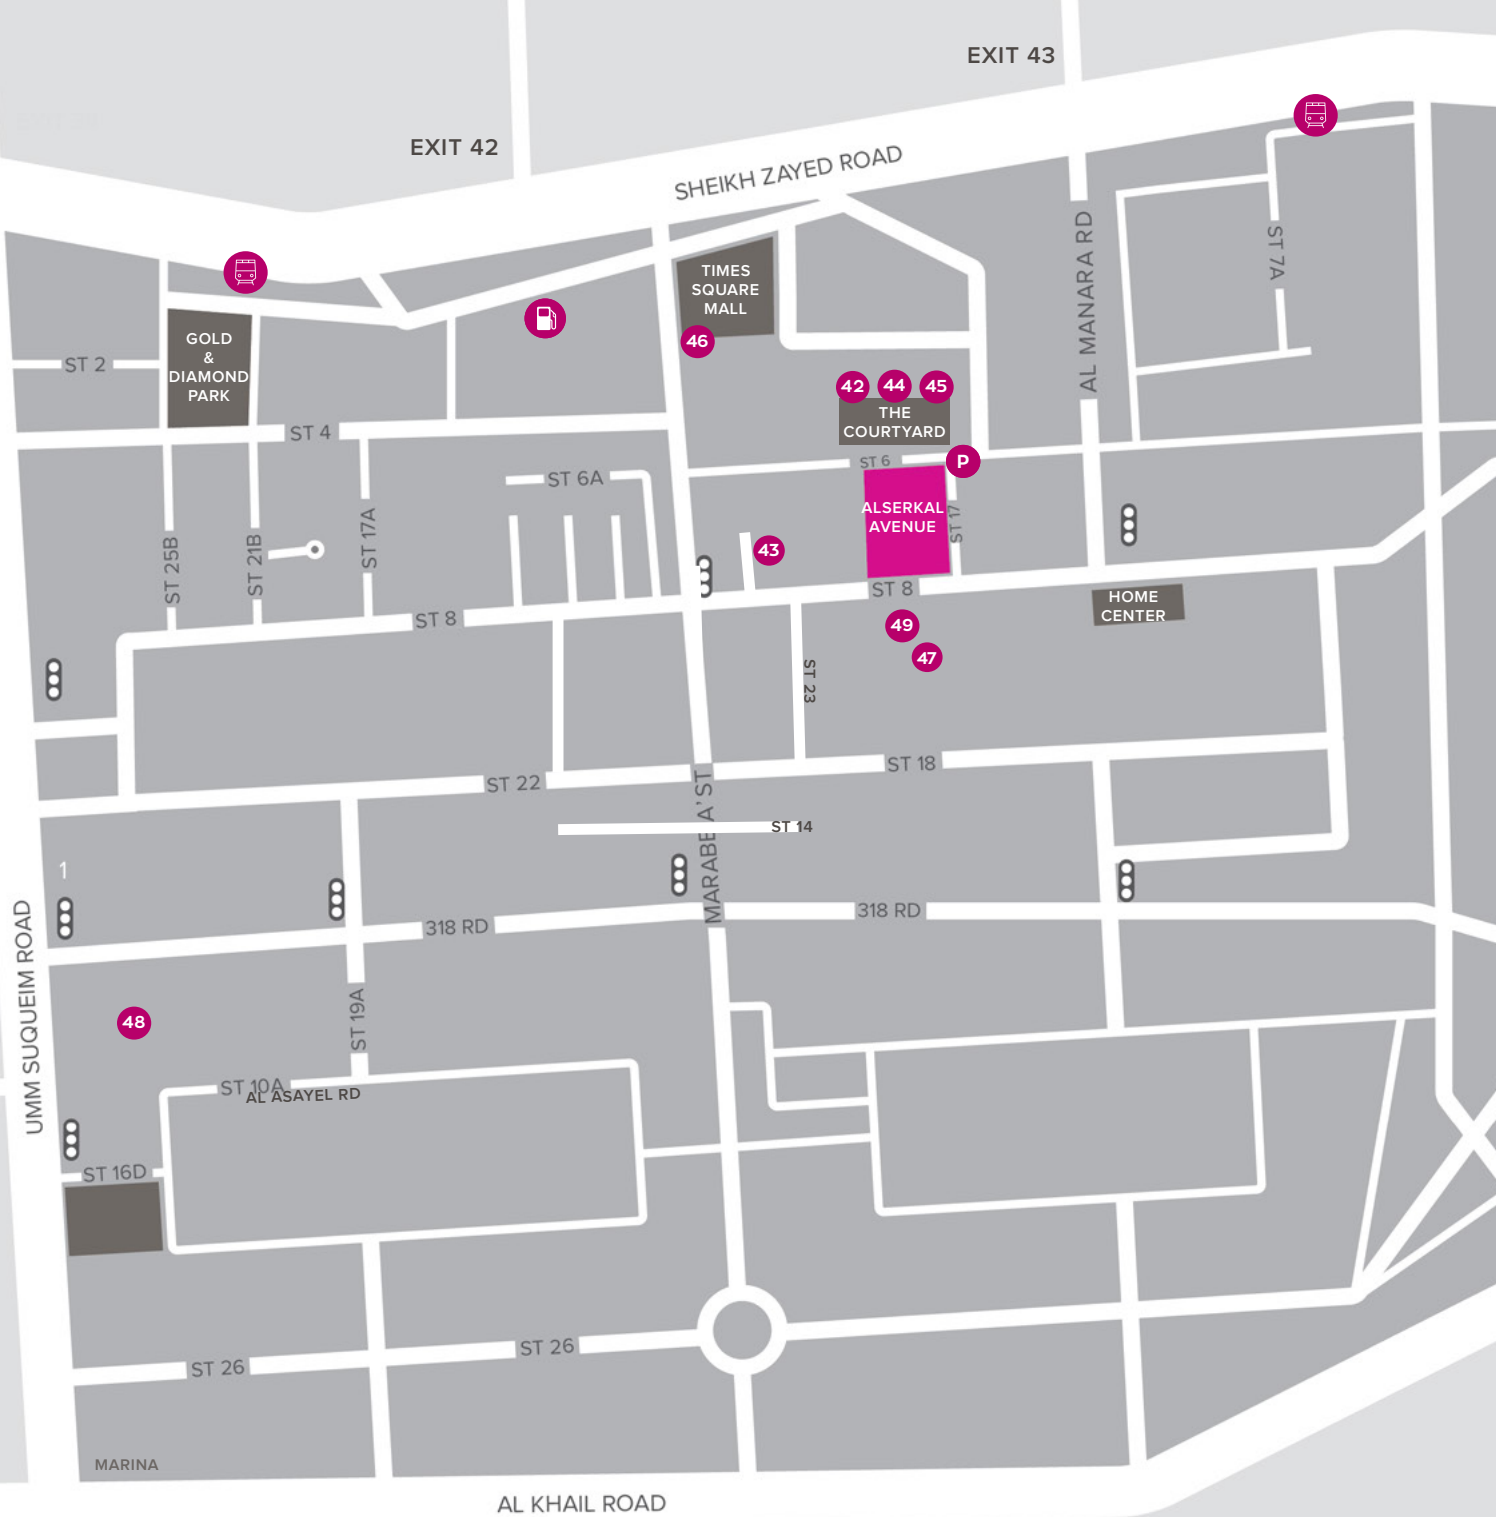 EXIT 43
EXIT 42
SHEIKH ZAYED ROAD
AL MANARA RD
ST 7A
TIMES
SQUARE
MALL
46
GOLD
&
DIAMOND
PARK
ST 2
ST 4
42
44
45
THE
COURTYARD
ST 6
P
ST 6A
ALSERKAL
AVENUE
ST 17
ST 25B
ST 21B
ST 17A
43
ST 8
ST 8
HOME
CENTER
49
47
ST 23
ST 22
ST 18
MARABEA'ST
ST 14
1
318 RD
318 RD
UMM SUQUEIM ROAD
48
ST 19A
ST 10A
AL ASAYEL RD
ST 16D
ST 26
ST 26
MARINA
AL KHAIL ROAD